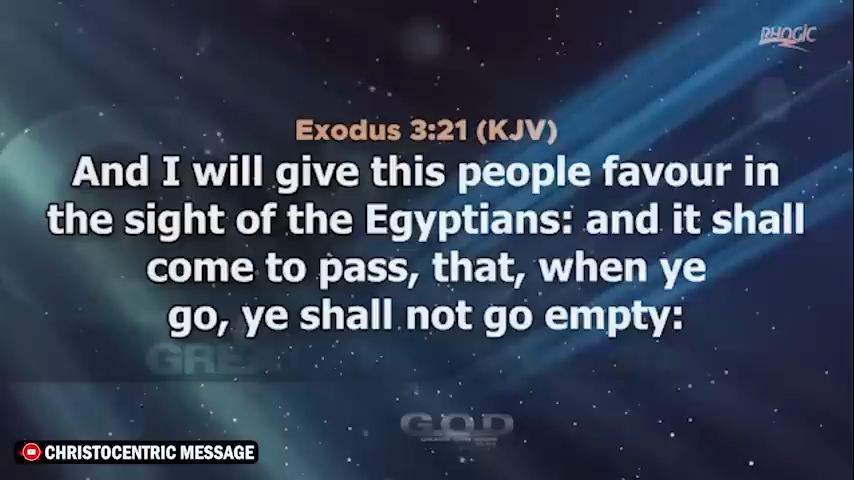 RHOGIC
Exodus 3:21 (KJV)
And I will give this people favour in
the sight of the Egyptians: and it shall
come to pass, that, when ye
go, ye shall not go empty:
G.O.D
CHRISTOCENTRIC MESSAGE